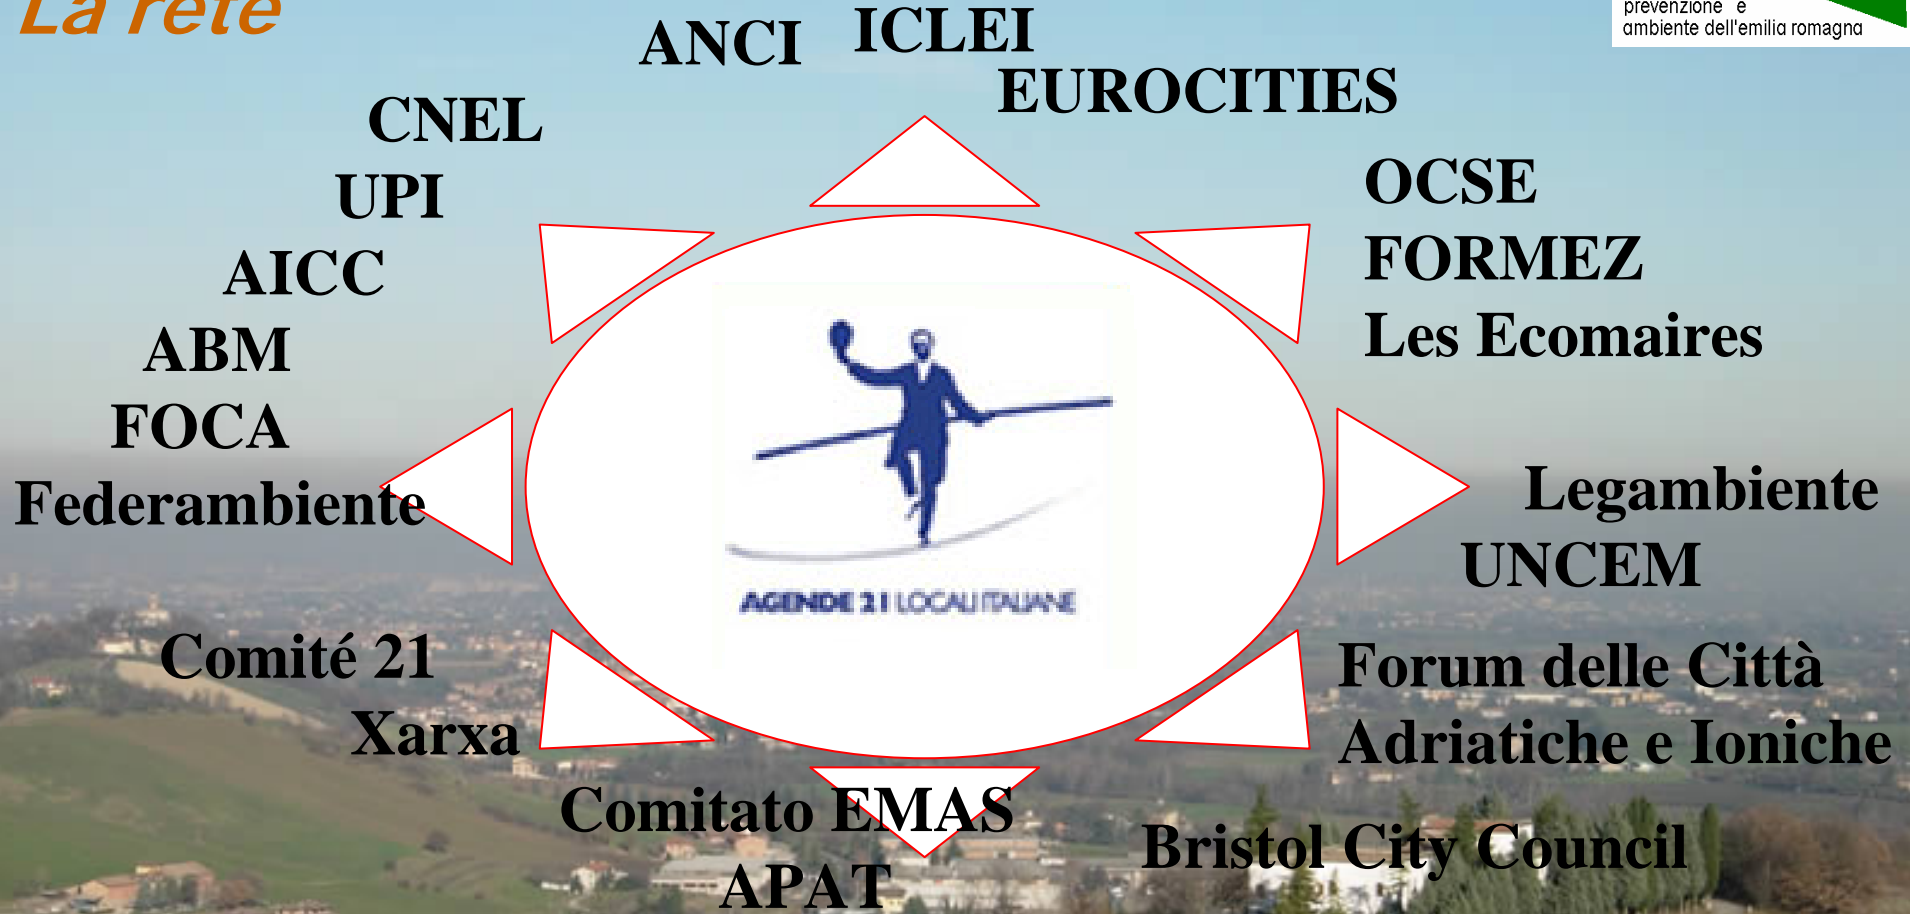 La rete
prevenzione e
ambiente dell'emilia romagna
ANCI
ICLEI
EUROCITIES
CNEL
UPI
AICC
ABM
FOCA
Federambiente
OCSE
FORMEZ
Les Ecomaires
AGENDE 21 LOCALI ITALIANE
Legambiente
UNCEM
Comité 21
Xarxa
Forum delle Città
Adriatiche e Ioniche
Comitato EMAS
APAT
Bristol City Council